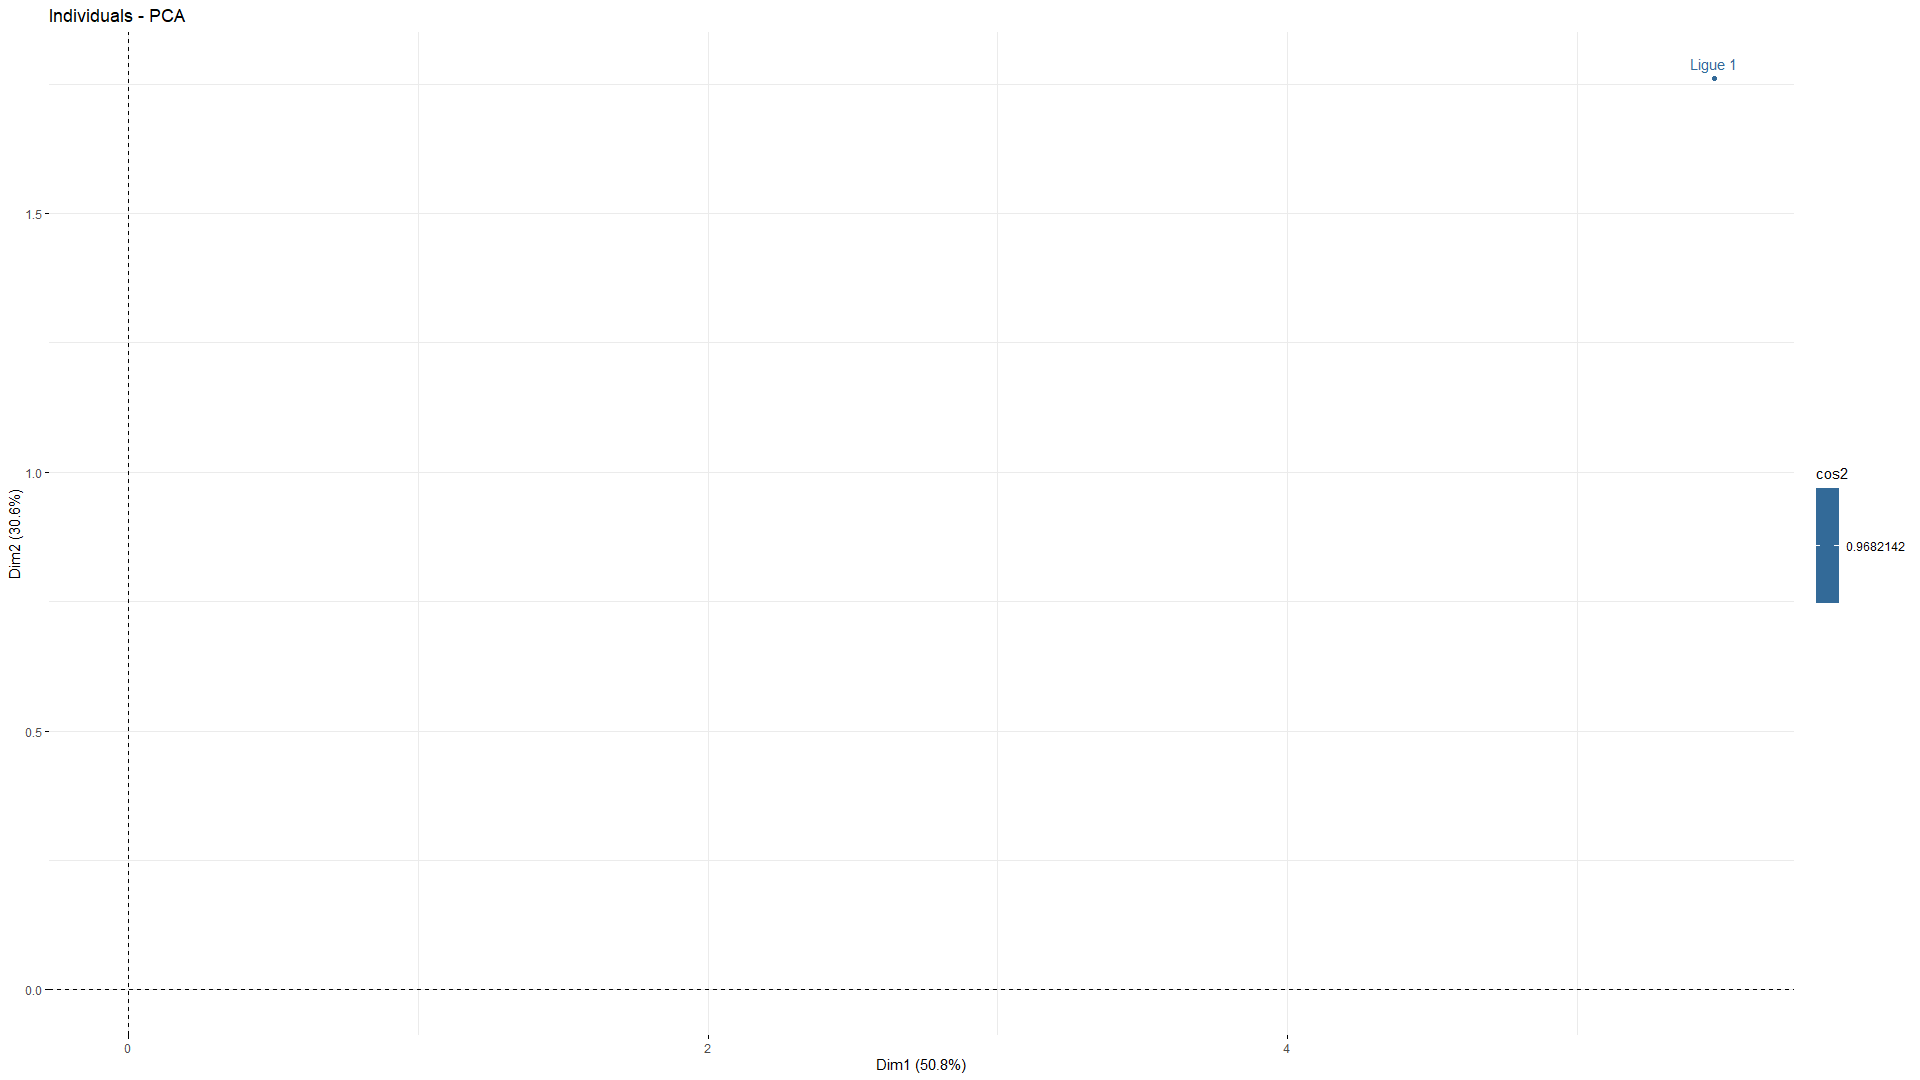 Individuals - PCA
Ligue 1
1.5
1.0
0.5
0.0
Dim2 (30.6%)
0
2
4
Dim1 (50.8%)
cos2
0.9682142